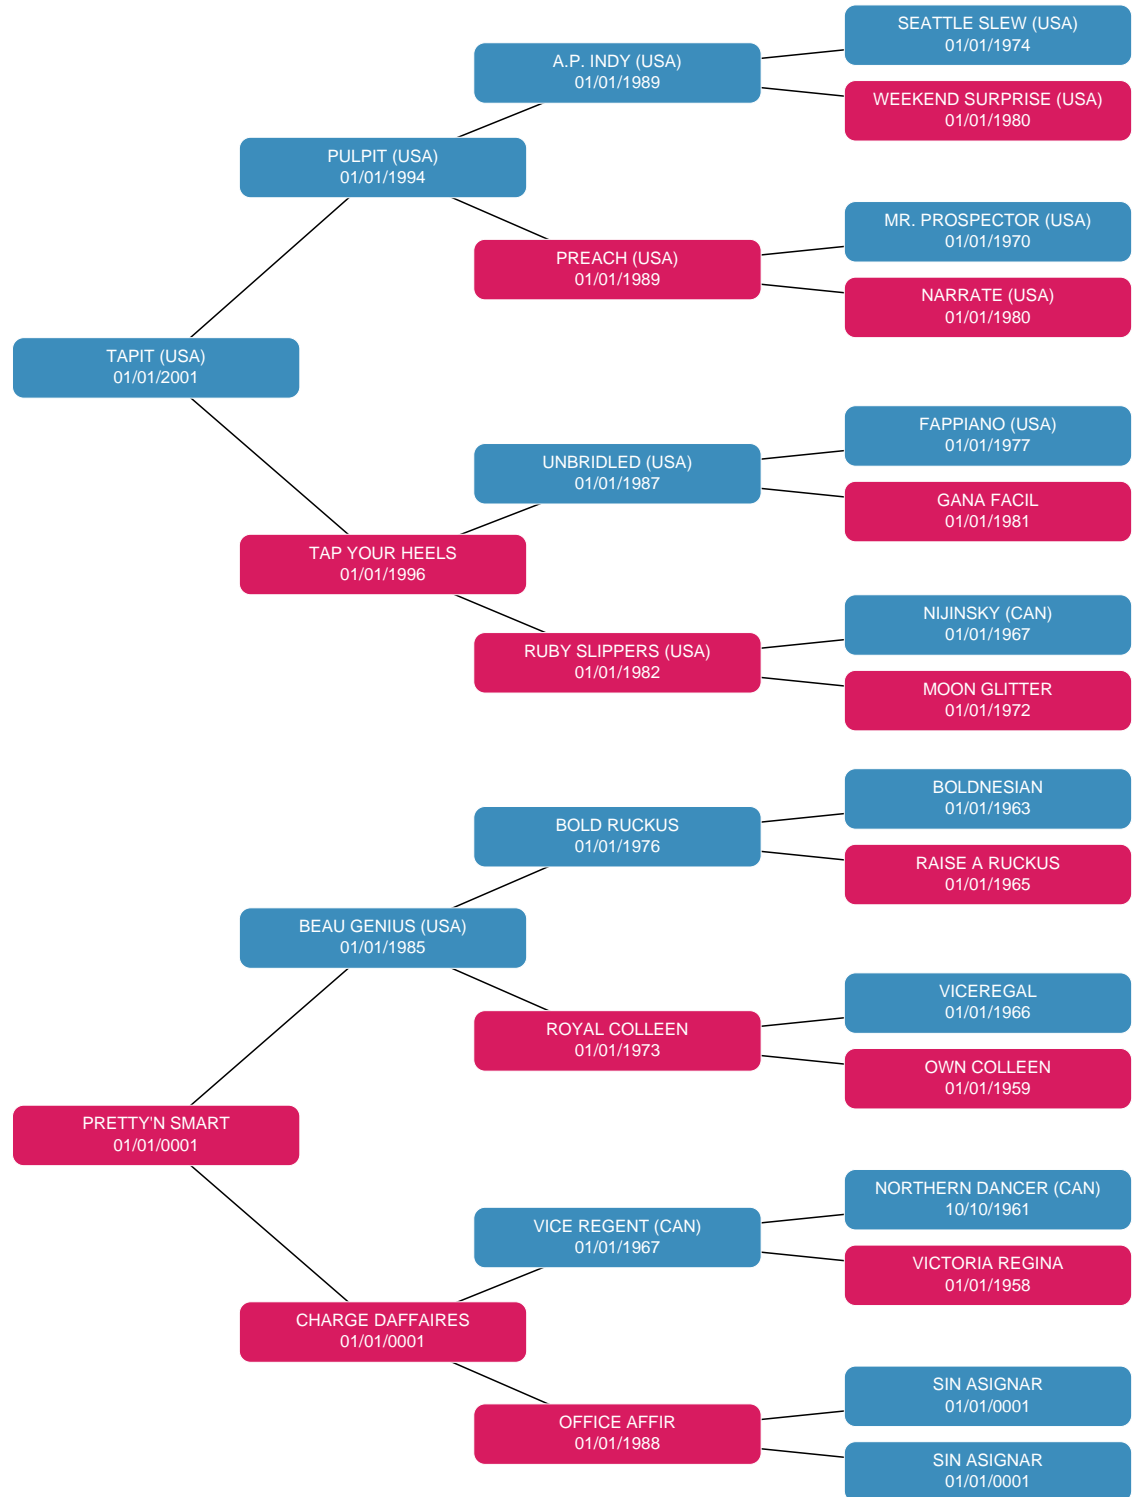 SEATTLE SLEW (USA)
01/01/1974
A.P. INDY (USA)
01/01/1989
WEEKEND SURPRISE (USA)
01/01/1980
PULPIT (USA)
01/01/1994
MR. PROSPECTOR (USA)
01/01/1970
PREACH (USA)
01/01/1989
NARRATE (USA)
01/01/1980
TAPIT (USA)
01/01/2001
FAPPIANO (USA)
01/01/1977
UNBRIDLED (USA)
01/01/1987
GANA FACIL
01/01/1981
TAP YOUR HEELS
01/01/1996
NIJINSKY (CAN)
01/01/1967
RUBY SLIPPERS (USA)
01/01/1982
MOON GLITTER
01/01/1972
BOLDNESIAN
01/01/1963
BOLD RUCKUS
01/01/1976
RAISE A RUCKUS
01/01/1965
BEAU GENIUS (USA)
01/01/1985
VICEREGAL
01/01/1966
ROYAL COLLEEN
01/01/1973
OWN COLLEEN
01/01/1959
PRETTY'N SMART
01/01/0001
NORTHERN DANCER (CAN)
10/10/1961
VICE REGENT (CAN)
01/01/1967
VICTORIA REGINA
01/01/1958
CHARGE DAFFAIRES
01/01/0001
SIN ASIGNAR
01/01/0001
OFFICE AFFIR
01/01/1988
SIN ASIGNAR
01/01/0001